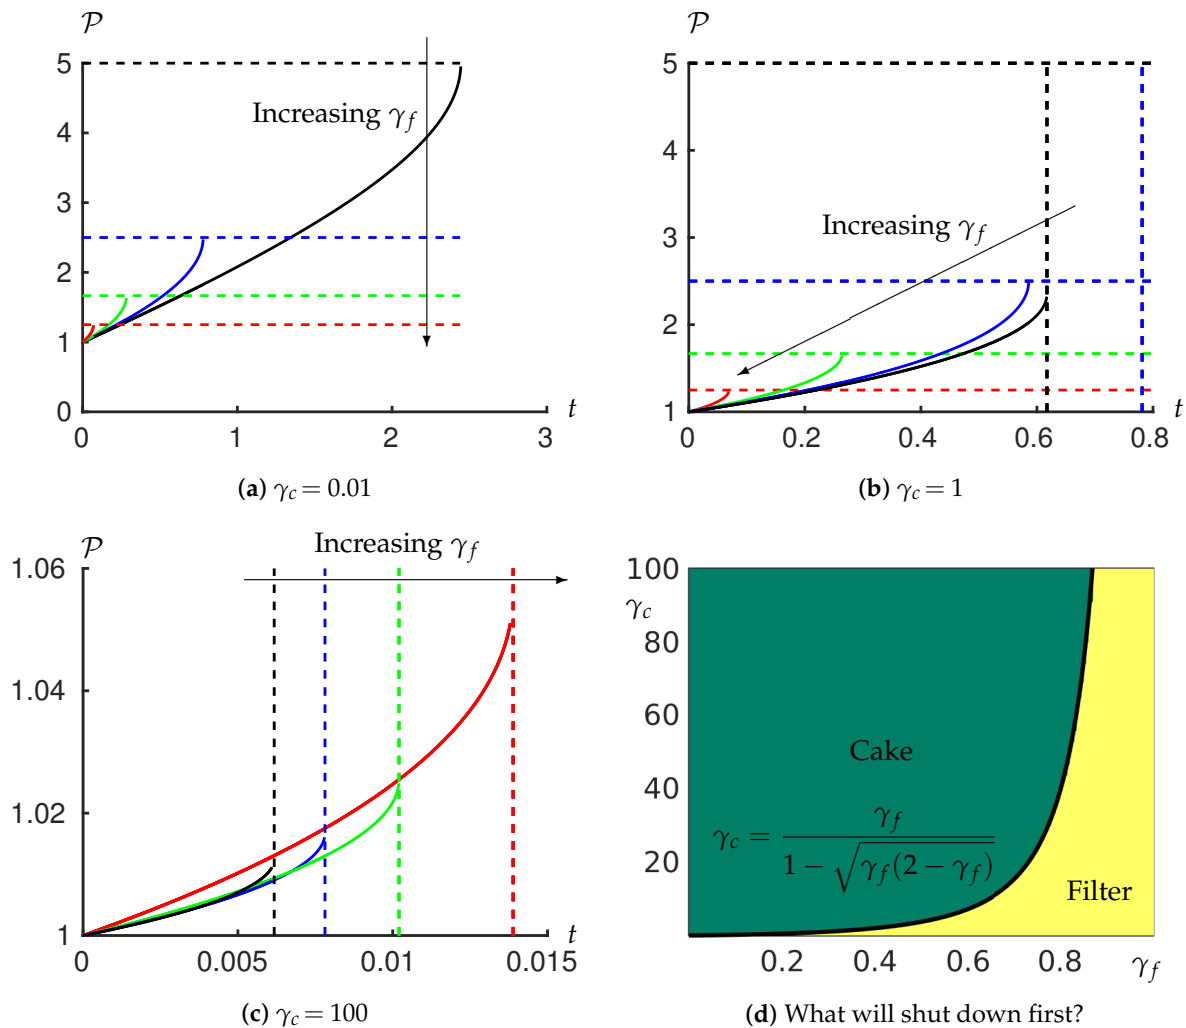 𝒫
5
4
3
2
1
0
Increasing γ_f
0 1 2 3 t
(a) γ_c = 0.01
𝒫
5
4
3
2
1
Increasing γ_f
0 0.2 0.4 0.6 0.8 t
(b) γ_c = 1
𝒫
1.06
1.04
1.02
1
Increasing γ_f
0 0.005 0.01 0.015 t
(c) γ_c = 100
100
γ_c
80
60
40
20
Cake
γ_c = γ_f / (1 − √(γ_f(2 − γ_f)))
Filter
0.2 0.4 0.6 0.8 γ_f
(d) What will shut down first?